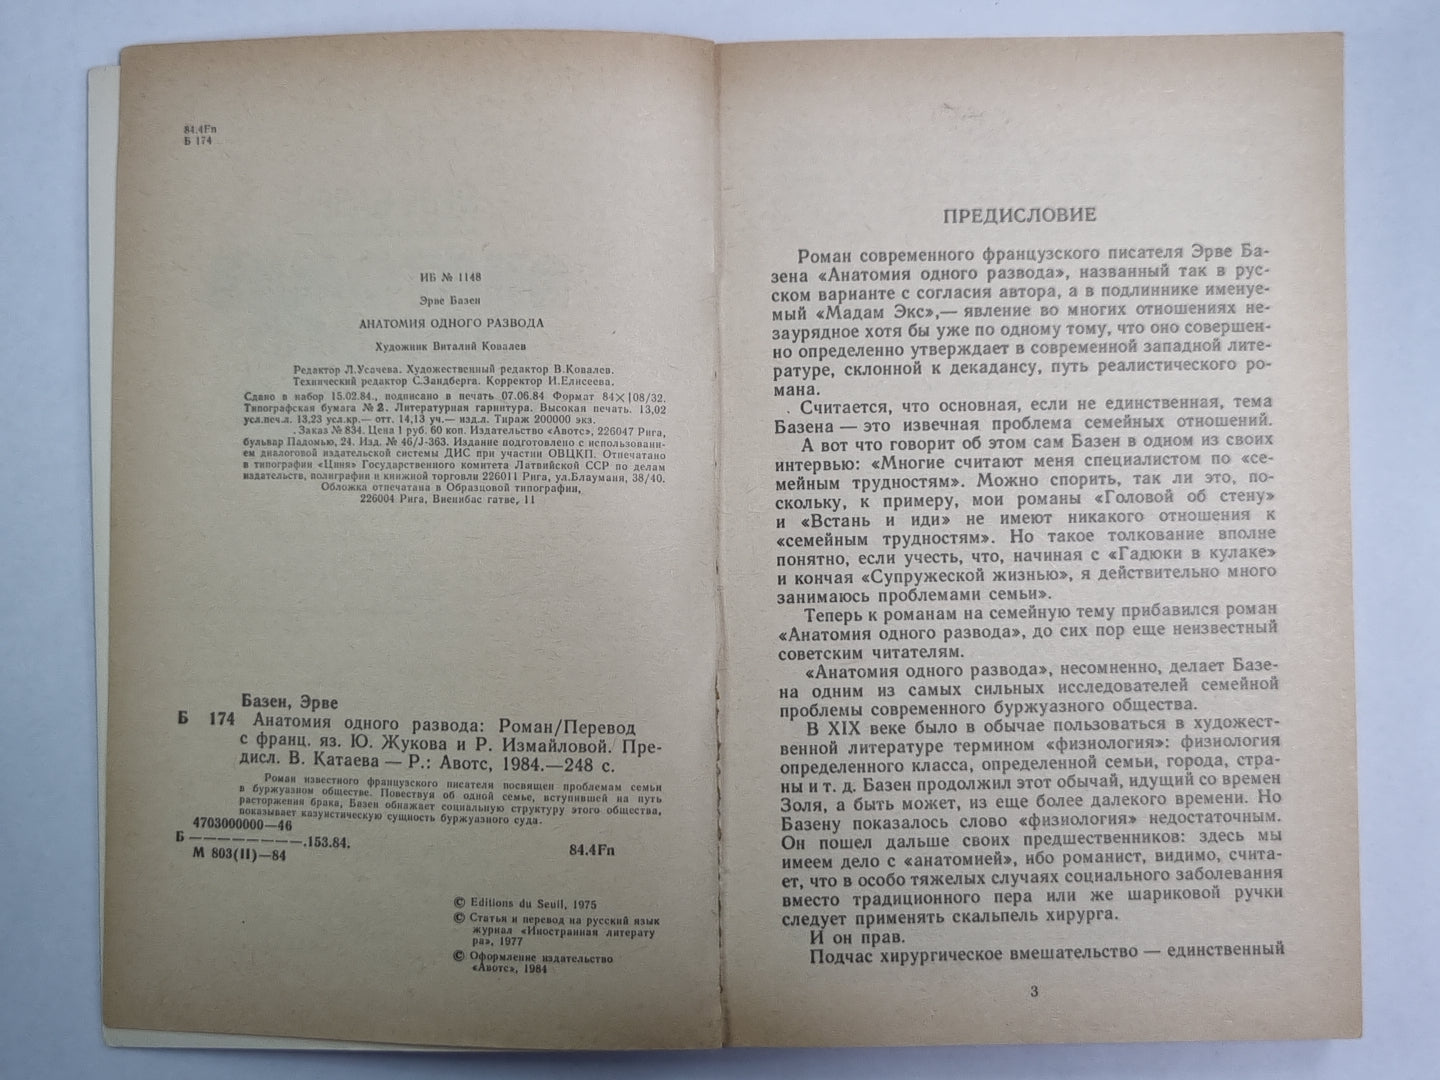 84.4Fn
Б 174
ИБ № 1148
Эрве Базен
АНАТОМИЯ ОДНОГО РАЗВОДА
Художник Виталий Ковалев
Редактор Л.Усачева. Художественный редактор В.Ковалев.
Технический редактор С.Зандберга. Корректор И.Елисеева.
Сдано в набор 15.02.84., подписано в печать 07.06.84 Формат 84×108/32.
Типографская бумага № 2. Литературная гарнитура. Высокая печать. 13,02
усл.печ.л. 13,23 усл.кр.— отт. 14,13 уч.— изд.л. Тираж 200000 экз.
. Заказ № 834. Цена 1 руб. 60 коп. Издательство «Авотс», 226047 Рига,
бульвар Падомью, 24. Изд. № 46/J-363. Издание подготовлено с использовани-
ем диалоговой издательской системы ДИС при участии ОВЦКП. Отпечатано
в типографии «Циня» Государственного комитета Латвийской ССР по делам
издательств, полиграфии и книжной торговли 226011 Рига, ул.Блауманя, 38/40.
Обложка отпечатана в Образцовой типографии,
226004 Рига, Виенибас гатве, 11
Базен, Эрве
Б 174 Анатомия одного развода: Роман/Перевод
с франц. яз. Ю. Жукова и Р. Измайловой. Пре-
дисл. В. Катаева — Р.: Авотс, 1984.—248 с.
Роман известного французского писателя посвящен проблемам семьи
в буржуазном обществе. Повествуя об одной семье, вступившей на путь
расторжения брака, Базен обнажает социальную структуру этого общества,
показывает казуистическую сущность буржуазного суда.
4703000000—46
Б — — — — — — — —.153.84.
М 803(II)—84
84.4Fn
© Editions du Seuil, 1975
© Статья и перевод на русский язык
журнал «Иностранная литерату
ра», 1977
© Оформление издательство
«Авотс», 1984
ПРЕДИСЛОВИЕ
Роман современного французского писателя Эрве Ба-
зена «Анатомия одного развода», названный так в рус-
ском варианте с согласия автора, а в подлиннике именуе-
мый «Мадам Экс»,— явление во многих отношениях не-
заурядное хотя бы уже по одному тому, что оно совершен-
но определенно утверждает в современной западной лите-
ратуре, склонной к декадансу, путь реалистического ро-
мана.
. Считается, что основная, если не единственная, тема
Базена — это извечная проблема семейных отношений.
А вот что говорит об этом сам Базен в одном из своих
интервью: «Многие считают меня специалистом по «се-
мейным трудностям». Можно спорить, так ли это, по-
скольку, к примеру, мои романы «Головой об стену»
и «Встань и иди» не имеют никакого отношения к
«семейным трудностям». Но такое толкование вполне
понятно, если учесть, что, начиная с «Гадюки в кулаке»
и кончая «Супружеской жизнью», я действительно много
занимаюсь проблемами семьи».
Теперь к романам на семейную тему прибавился роман
«Анатомия одного развода», до сих пор еще неизвестный
советским читателям.
«Анатомия одного развода», несомненно, делает Базе-
на одним из самых сильных исследователей семейной
проблемы современного буржуазного общества.
В XIX веке было в обычае пользоваться в художест-
венной литературе термином «физиология»: физиология
определенного класса, определенной семьи, города, стра-
ны и т. д. Базен продолжил этот обычай, идущий со времен
Золя, а быть может, из еще более далекого времени. Но
Базену показалось слово «физиология» недостаточным.
Он пошел дальше своих предшественников: здесь мы
имеем дело с «анатомией», ибо романист, видимо, счита-
ет, что в особо тяжелых случаях социального заболевания
вместо традиционного пера или же шариковой ручки
следует применять скальпель хирурга.
И он прав.
Подчас хирургическое вмешательство — единственный
3